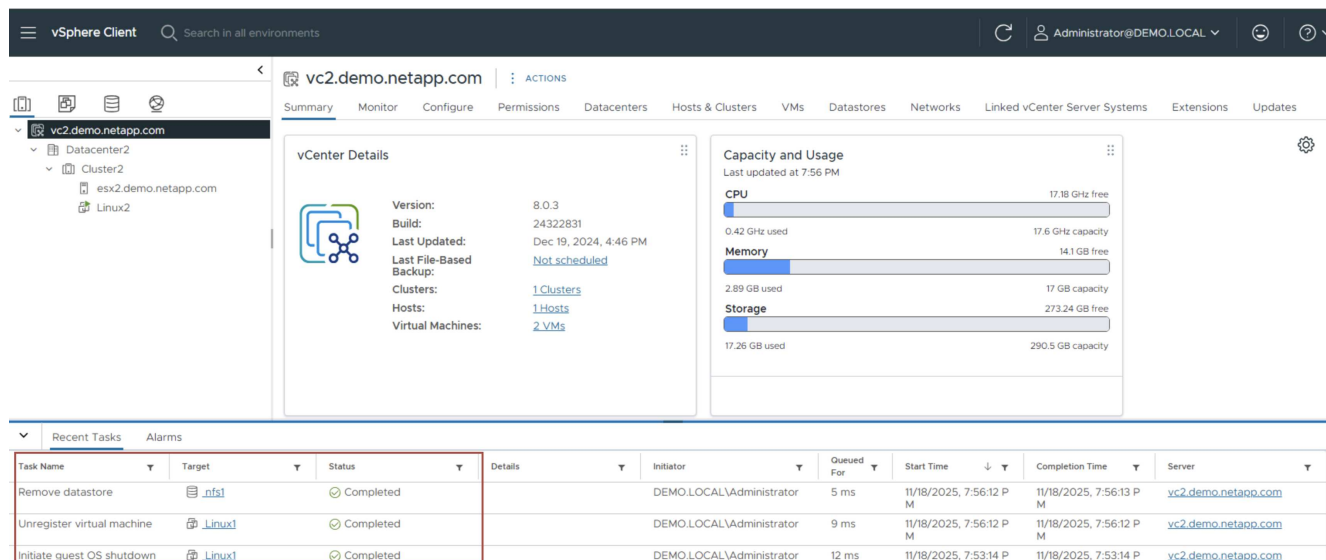 vSphere Client
Search in all environments
Administrator@DEMO.LOCAL
vc2.demo.netapp.com
ACTIONS
Summary Monitor Configure Permissions Datacenters Hosts & Clusters VMs Datastores Networks Linked vCenter Server Systems Extensions Updates
vc2.demo.netapp.com
Datacenter2
Cluster2
esx2.demo.netapp.com
Linux2
vCenter Details
Version: 8.0.3
Build: 24322831
Last Updated: Dec 19, 2024, 4:46 PM
Last File-Based Not scheduled
Backup:
Clusters: 1 Clusters
Hosts: 1 Hosts
Virtual Machines: 2 VMs
Capacity and Usage
Last updated at 7:56 PM
CPU 17.18 GHz free
0.42 GHz used 17.6 GHz capacity
Memory 14.1 GB free
2.89 GB used 17 GB capacity
Storage 273.24 GB free
17.26 GB used 290.5 GB capacity
Recent Tasks Alarms
Task Name Target Status Details Initiator Queued For Start Time Completion Time Server
Remove datastore nfs1 Completed DEMO.LOCAL\Administrator 5 ms 11/18/2025, 7:56:12 P 11/18/2025, 7:56:13 P vc2.demo.netapp.com
M M
Unregister virtual machine Linux1 Completed DEMO.LOCAL\Administrator 9 ms 11/18/2025, 7:56:12 P 11/18/2025, 7:56:12 P vc2.demo.netapp.com
M M
Initiate guest OS shutdown Linux1 Completed DEMO.LOCAL\Administrator 12 ms 11/18/2025, 7:53:14 P 11/18/2025, 7:53:14 P vc2.demo.netapp.com